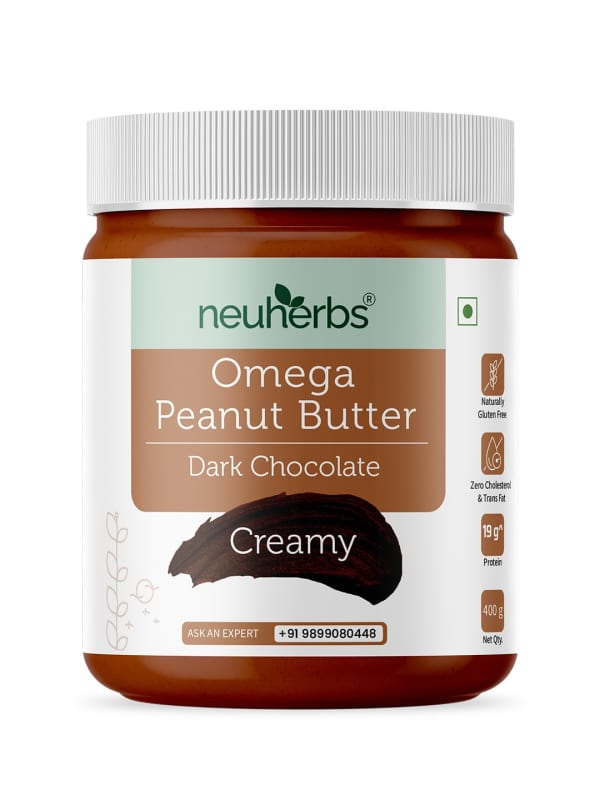 neuherbs®
Omega
Peanut Butter
Dark Chocolate
Creamy
ASK AN EXPERT +91 9899080448
Naturally
Gluten Free
Zero Cholesterol
& Trans Fat
19 g^
Protein
400 g
Net Qty.